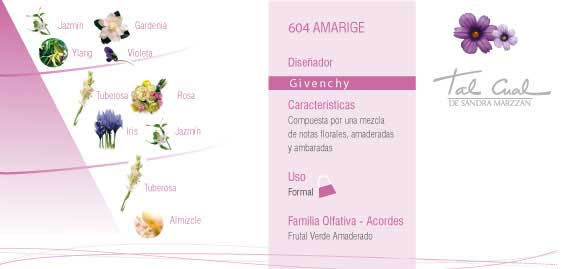 Jazmín
Gardenia
Ylang
Violeta
Tuberosa
Rosa
Iris
Jazmín
Tuberosa
Almizcle
604 AMARIGE
Diseñador
Givenchy
Características
Compuesta por una mezcla
de notas florales, amaderadas
y ambaradas
Uso
Formal
Familia Olfativa - Acordes
Frutal Verde Amaderado
Tal Cual
DE SANDRA MARZZAN